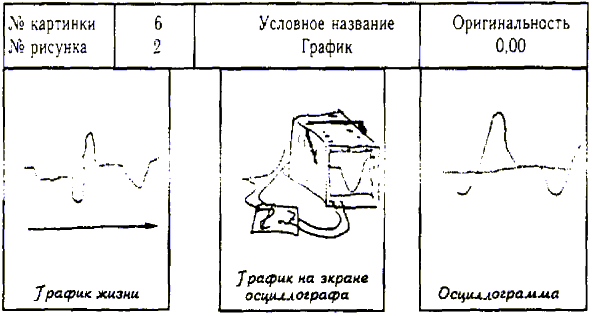 № картинки 6 Условное название Оригинальность
№ рисунка 2 График 0,00
График жизни
График на экране
осциллографа
Осциллограмма